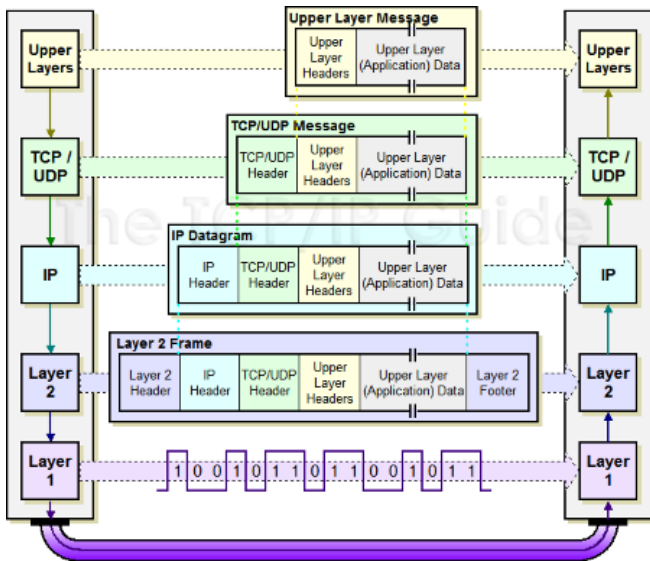 Upper Layer Message
Upper
Layers
Upper
Layer
Headers
Upper Layer
(Application) Data
Upper
Layers
TCP/UDP Message
TCP /
UDP
TCP/UDP
Header
Upper
Layer
Headers
Upper Layer
(Application) Data
TCP /
UDP
The TCP/IP Guide
IP Datagram
IP
IP
Header
TCP/UDP
Header
Upper
Layer
Headers
Upper Layer
(Application) Data
IP
Layer 2 Frame
Layer
2
Layer 2
Header
IP
Header
TCP/UDP
Header
Upper
Layer
Headers
Upper Layer
(Application) Data
Layer 2
Footer
Layer
2
Layer
1
1 0 0 1 0 1 1 0 1 1 0 0 1 0 1 1
Layer
1